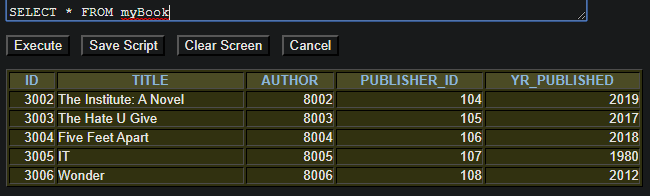 SELECT * FROM myBook
Execute Save Script Clear Screen Cancel
ID TITLE AUTHOR PUBLISHER_ID YR_PUBLISHED
3002 The Institute: A Novel 8002 104 2019
3003 The Hate U Give 8003 105 2017
3004 Five Feet Apart 8004 106 2018
3005 IT 8005 107 1980
3006 Wonder 8006 108 2012